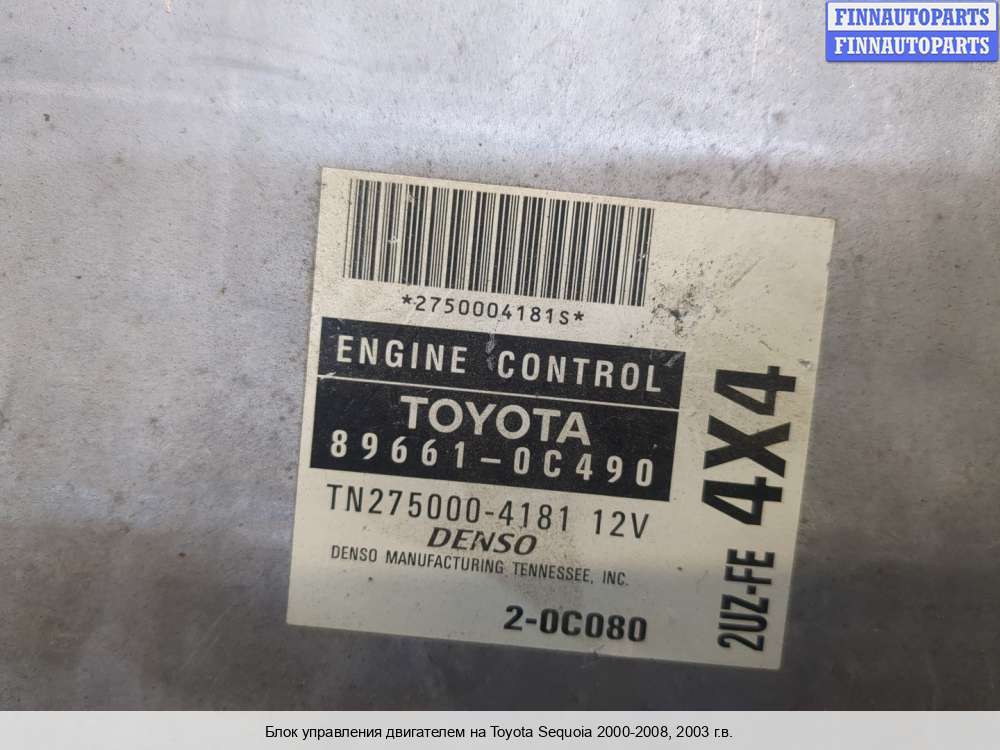 FINNAUTOPARTS
FINNAUTOPARTS
*2750004181S*
ENGINE CONTROL
TOYOTA
89661-0C490
TN275000-4181 12V
DENSO
DENSO MANUFACTURING TENNESSEE, INC.
2-0C080
2UZ-FE 4X4
Блок управления двигателем на Toyota Sequoia 2000-2008, 2003 г.в.